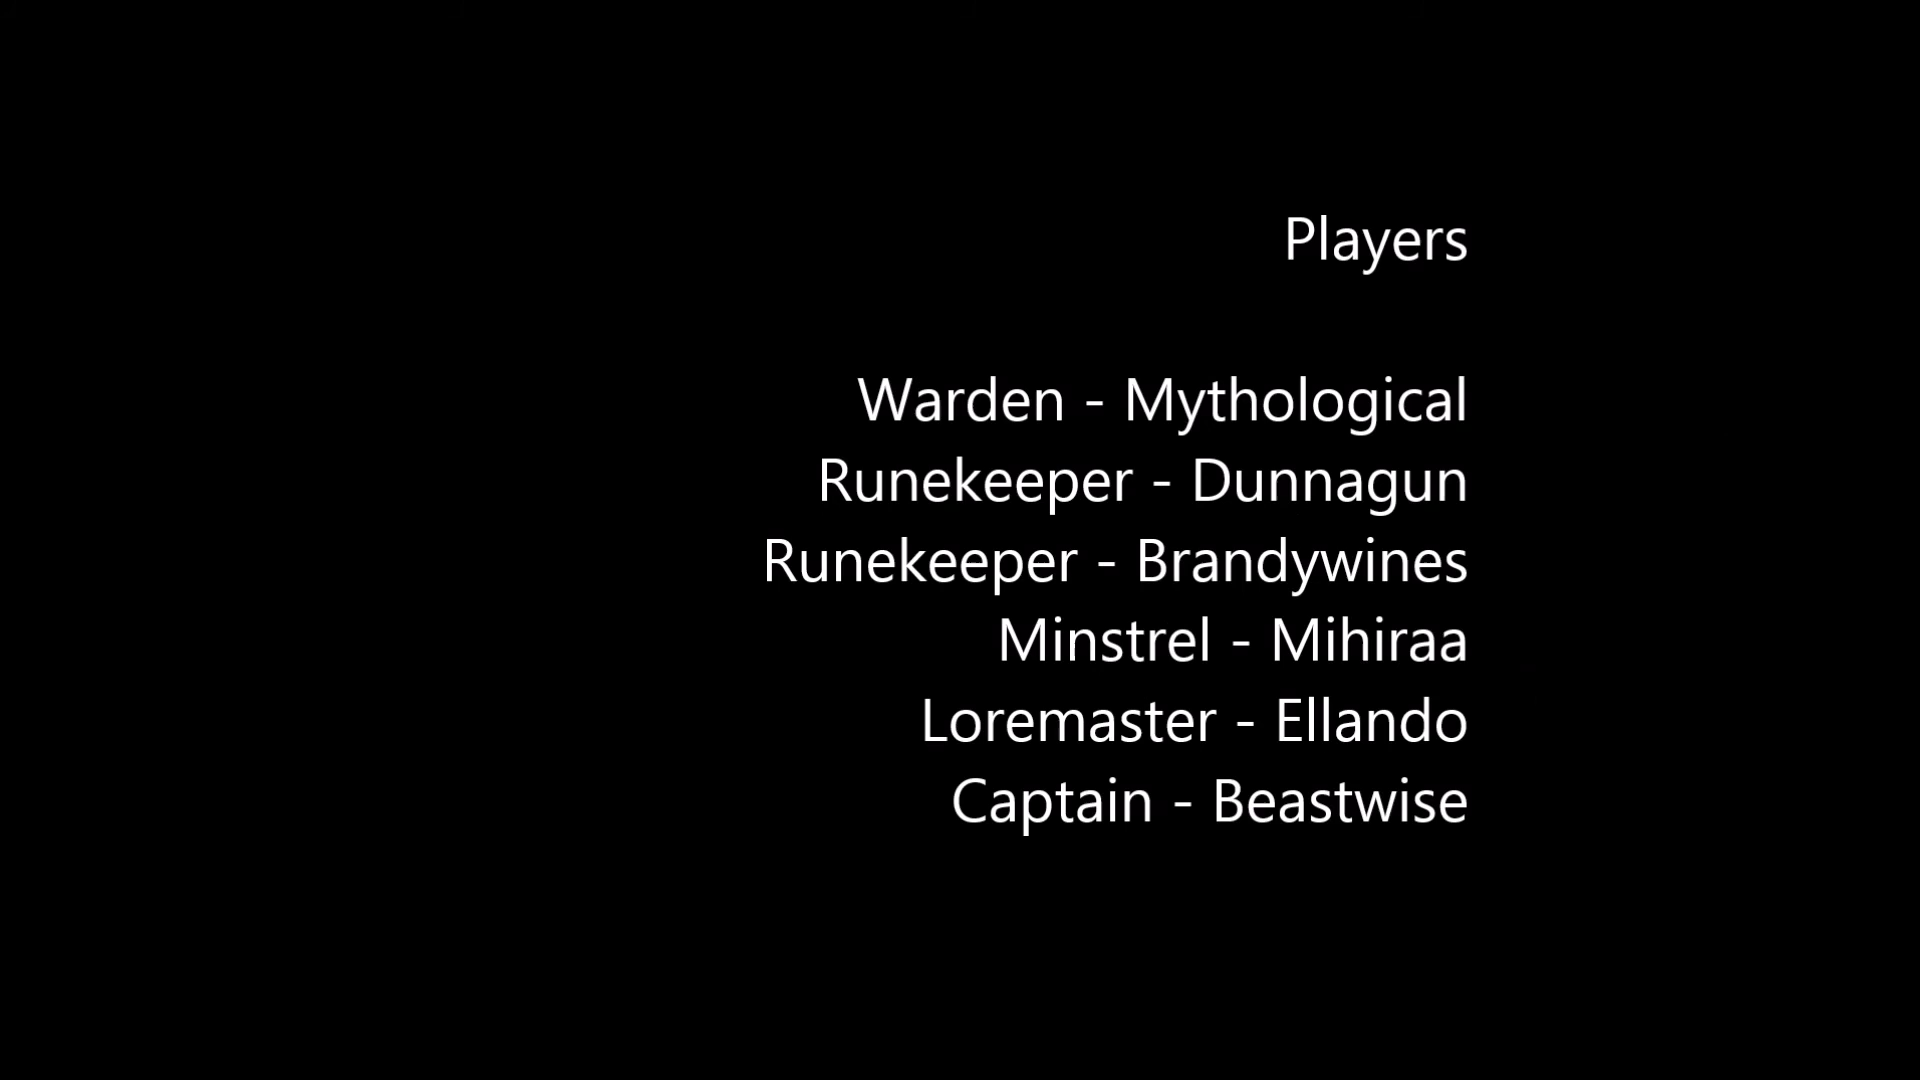 Players
Warden - Mythological
Runekeeper - Dunnagun
Runekeeper - Brandywines
Minstrel - Mihiraa
Loremaster - Ellando
Captain - Beastwise